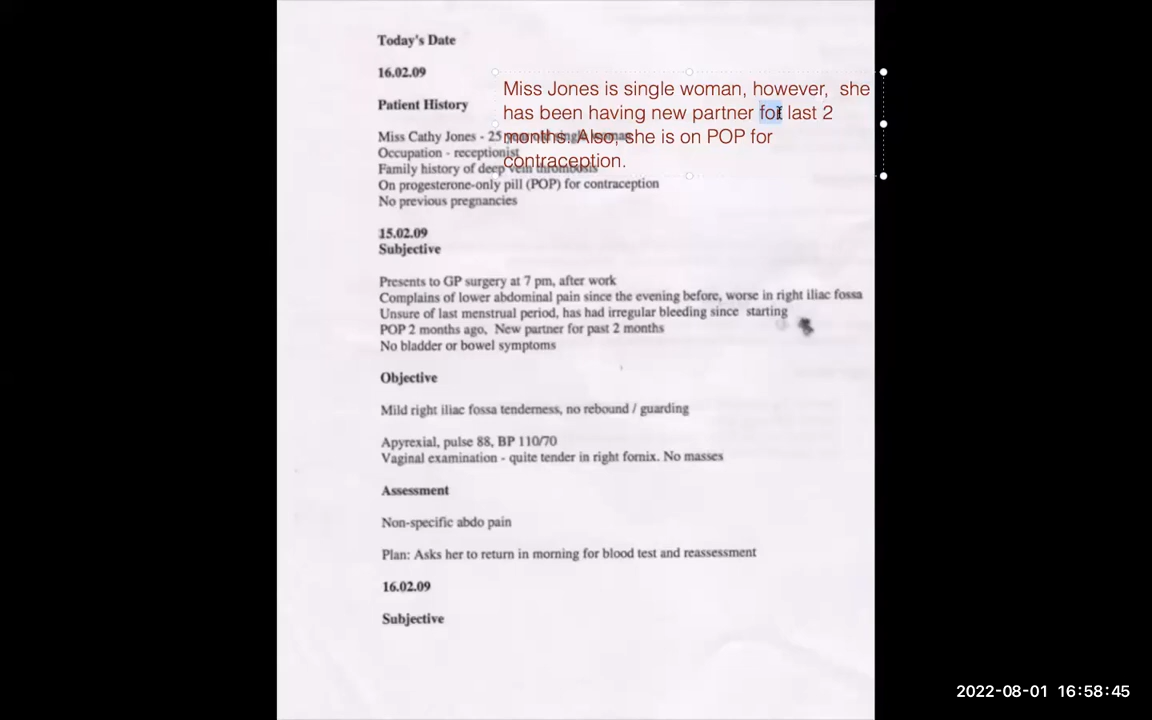 Today's Date
16.02.09
Miss Jones is single woman, however,  she
has been having new partner for last 2
months. Also, she is on POP for
contraception.
Patient History
Miss Cathy Jones - 25 year old single woman
Occupation - receptionist
Family history of deep vein thrombosis
On progesterone-only pill (POP) for contraception
No previous pregnancies
15.02.09
Subjective
Presents to GP surgery at 7 pm, after work
Complains of lower abdominal pain since the evening before, worse in right iliac fossa
Unsure of last menstrual period, has had irregular bleeding since  starting
POP 2 months ago,  New partner for past 2 months
No bladder or bowel symptoms
Objective
Mild right iliac fossa tenderness, no rebound / guarding
Apyrexial, pulse 88, BP 110/70
Vaginal examination - quite tender in right fornix. No masses
Assessment
Non-specific abdo pain
Plan: Asks her to return in morning for blood test and reassessment
16.02.09
Subjective
2022-08-01  16:58:45